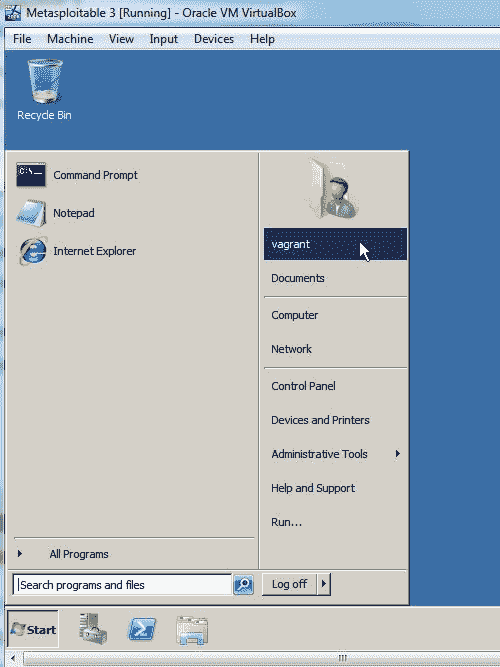 Metasploitable 3 [Running] - Oracle VM VirtualBox
File Machine View Input Devices Help
Recycle Bin
Command Prompt
Notepad
Internet Explorer
All Programs
Search programs and files
vagrant
Documents
Computer
Network
Control Panel
Devices and Printers
Administrative Tools
Help and Support
Run...
Log off
Start